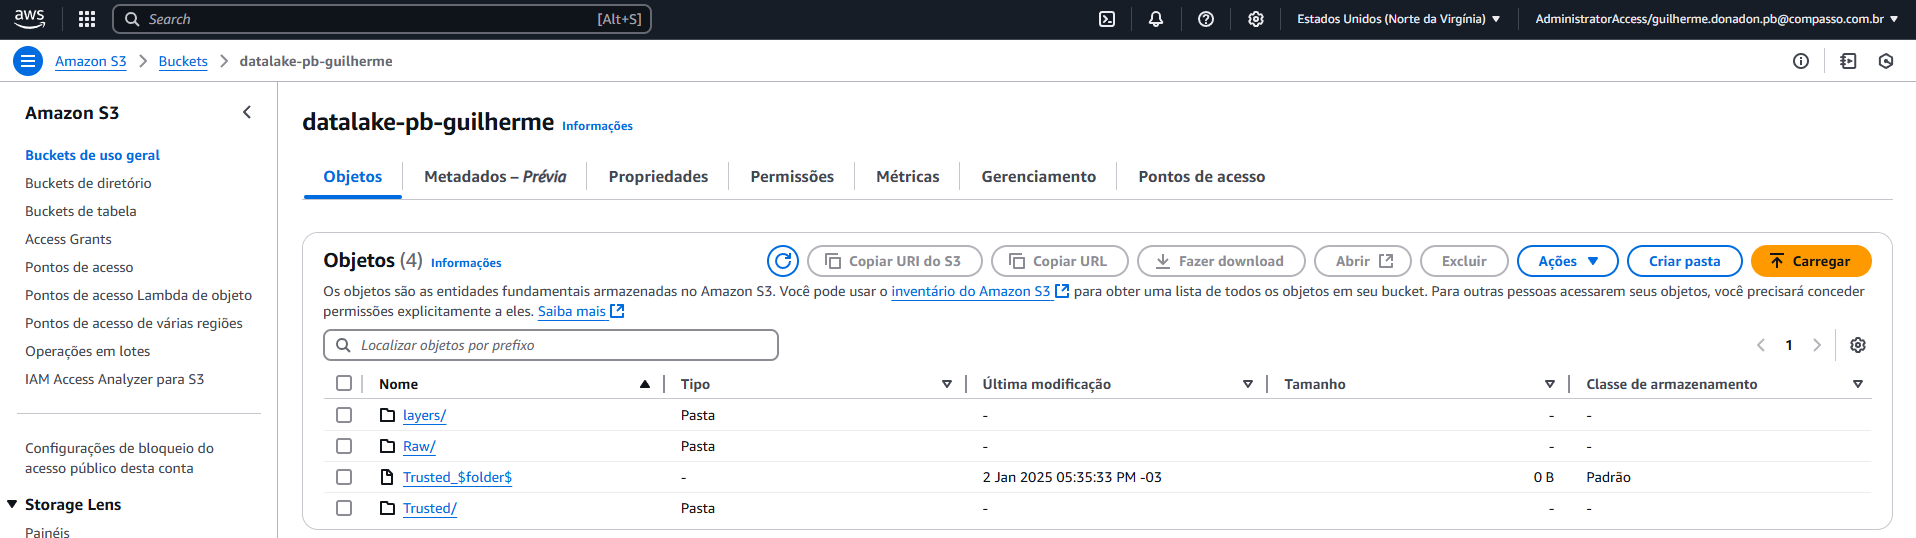 aws Search [Alt+S] Estados Unidos (Norte da Virgínia) AdministratorAccess/guilherme.donadon.pb@compasso.com.br
Amazon S3 Buckets datalake-pb-guilherme
Amazon S3
Buckets de uso geral
Buckets de diretório
Buckets de tabela
Access Grants
Pontos de acesso
Pontos de acesso Lambda de objeto
Pontos de acesso de várias regiões
Operações em lotes
IAM Access Analyzer para S3
Configurações de bloqueio do
acesso público desta conta
Storage Lens
Painéis
datalake-pb-guilherme Informações
Objetos Metadados – Prévia Propriedades Permissões Métricas Gerenciamento Pontos de acesso
Objetos (4) Informações Copiar URI do S3 Copiar URL Fazer download Abrir Excluir Ações Criar pasta Carregar
Os objetos são as entidades fundamentais armazenadas no Amazon S3. Você pode usar o inventário do Amazon S3 para obter uma lista de todos os objetos em seu bucket. Para outras pessoas acessarem seus objetos, você precisará conceder
permissões explicitamente a eles. Saiba mais
Localizar objetos por prefixo 1
Nome Tipo Última modificação Tamanho Classe de armazenamento
layers/ Pasta - - -
Raw/ Pasta - - -
Trusted_$folder$ - 2 Jan 2025 05:35:33 PM -03 0 B Padrão
Trusted/ Pasta - - -